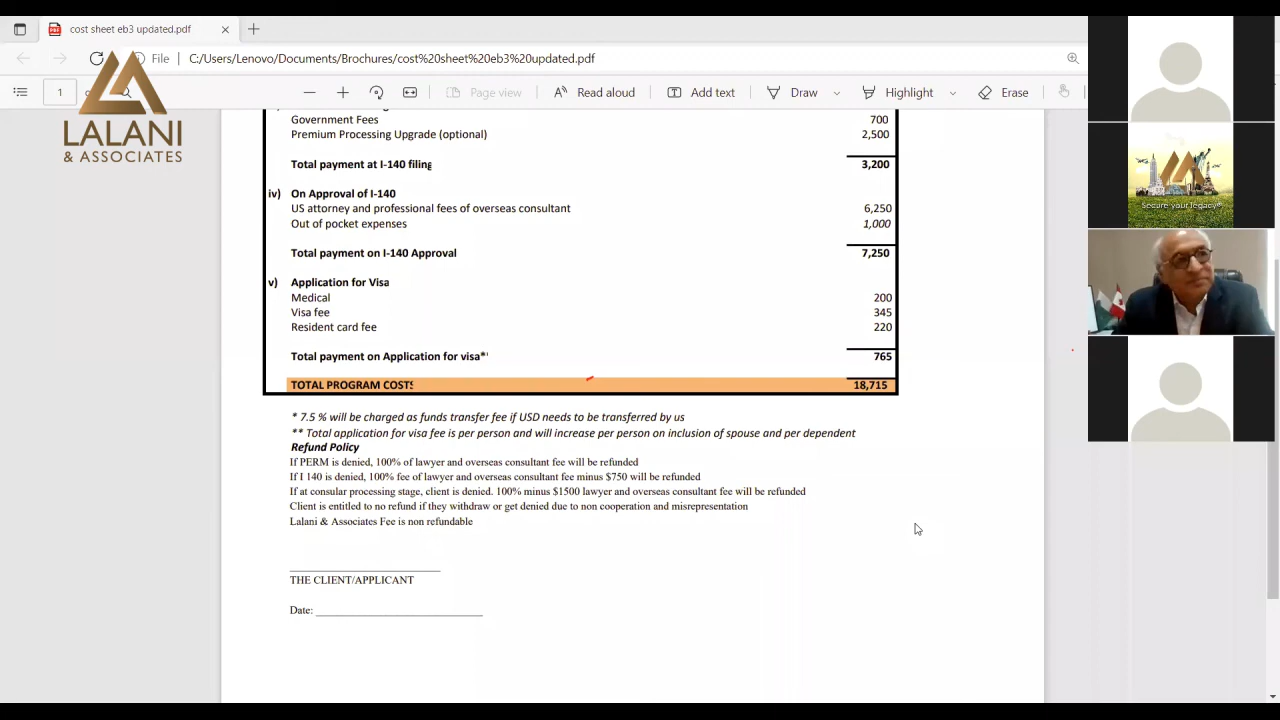 cost sheet eb3 updated.pdf
File
C:/Users/Lenovo/Documents/Brochures/cost%20sheet%20eb3%20updated.pdf
1
Page view
Read aloud
Add text
Draw
Highlight
Erase
LALANI
& ASSOCIATES
Government Fees 700
Premium Processing Upgrade (optional) 2,500
Total payment at I-140 filing 3,200
iv) On Approval of I-140
US attorney and professional fees of overseas consultant 6,250
Out of pocket expenses 1,000
Total payment on I-140 Approval 7,250
v) Application for Visa
Medical 200
Visa fee 345
Resident card fee 220
Total payment on Application for visa** 765
TOTAL PROGRAM COSTS 18,715
* 7.5 % will be charged as funds transfer fee if USD needs to be transferred by us
** Total application for visa fee is per person and will increase per person on inclusion of spouse and per dependent
Refund Policy
If PERM is denied, 100% of lawyer and overseas consultant fee will be refunded
If I 140 is denied, 100% fee of lawyer and overseas consultant fee minus $750 will be refunded
If at consular processing stage, client is denied. 100% minus $1500 lawyer and overseas consultant fee will be refunded
Client is entitled to no refund if they withdraw or get denied due to non cooperation and misrepresentation
Lalani & Associates Fee is non refundable
THE CLIENT/APPLICANT
Date:
Secure your legacy®